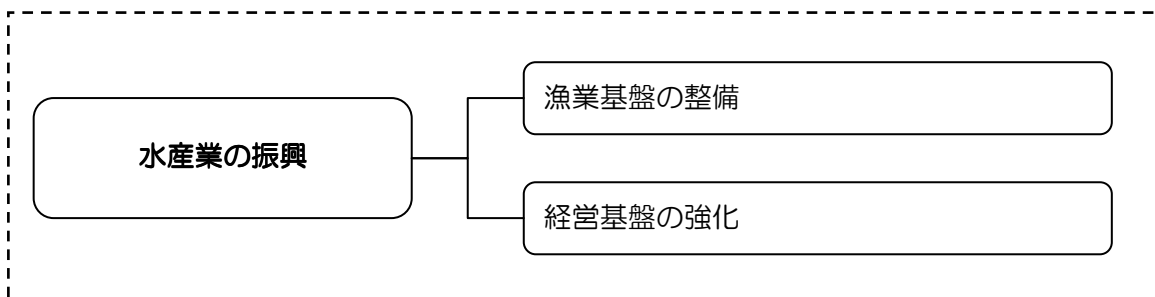 水産業の振興
漁業基盤の整備
経営基盤の強化